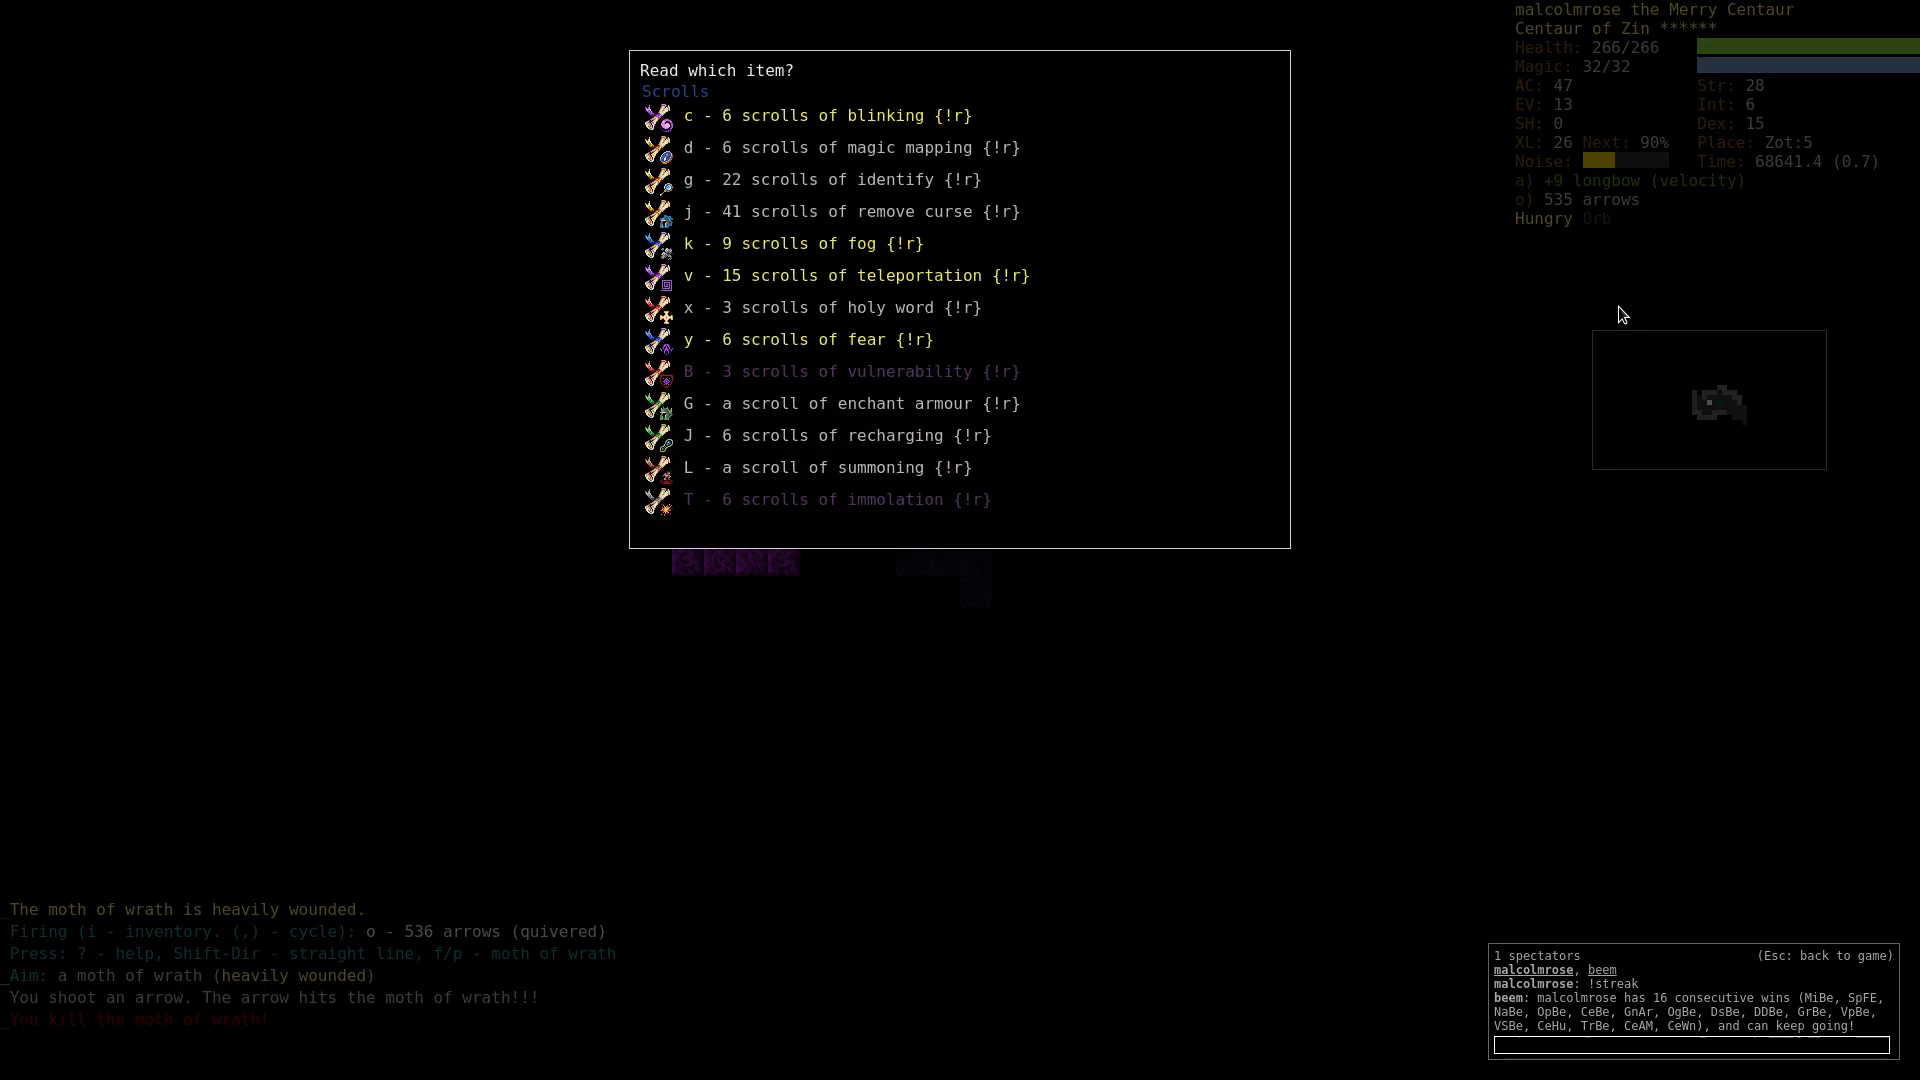 Read which item?
Scrolls
c - 6 scrolls of blinking {!r}
d - 6 scrolls of magic mapping {!r}
g - 22 scrolls of identify {!r}
j - 41 scrolls of remove curse {!r}
k - 9 scrolls of fog {!r}
v - 15 scrolls of teleportation {!r}
x - 3 scrolls of holy word {!r}
y - 6 scrolls of fear {!r}
B - 3 scrolls of vulnerability {!r}
G - a scroll of enchant armour {!r}
J - 6 scrolls of recharging {!r}
L - a scroll of summoning {!r}
T - 6 scrolls of immolation {!r}
malcolmrose the Merry Centaur
Centaur of Zin ******
Health: 266/266
Magic: 32/32
AC: 47 Str: 28
EV: 13 Int: 6
SH: 0 Dex: 15
XL: 26 Next: 90% Place: Zot:5
Noise: Time: 68641.4 (0.7)
a) +9 longbow (velocity)
o) 535 arrows
Hungry Orb
_The moth of wrath is heavily wounded.
Firing (i - inventory. (,) - cycle): o - 536 arrows (quivered)
Press: ? - help, Shift-Dir - straight line, f/p - moth of wrath
_Aim: a moth of wrath (heavily wounded)
You shoot an arrow. The arrow hits the moth of wrath!!!
_You kill the moth of wrath!
1 spectators (Esc: back to game)
malcolmrose, beem
malcolmrose: !streak
beem: malcolmrose has 16 consecutive wins (MiBe, SpFE,
NaBe, OpBe, CeBe, GnAr, OgBe, DsBe, DDBe, GrBe, VpBe,
VSBe, CeHu, TrBe, CeAM, CeWn), and can keep going!